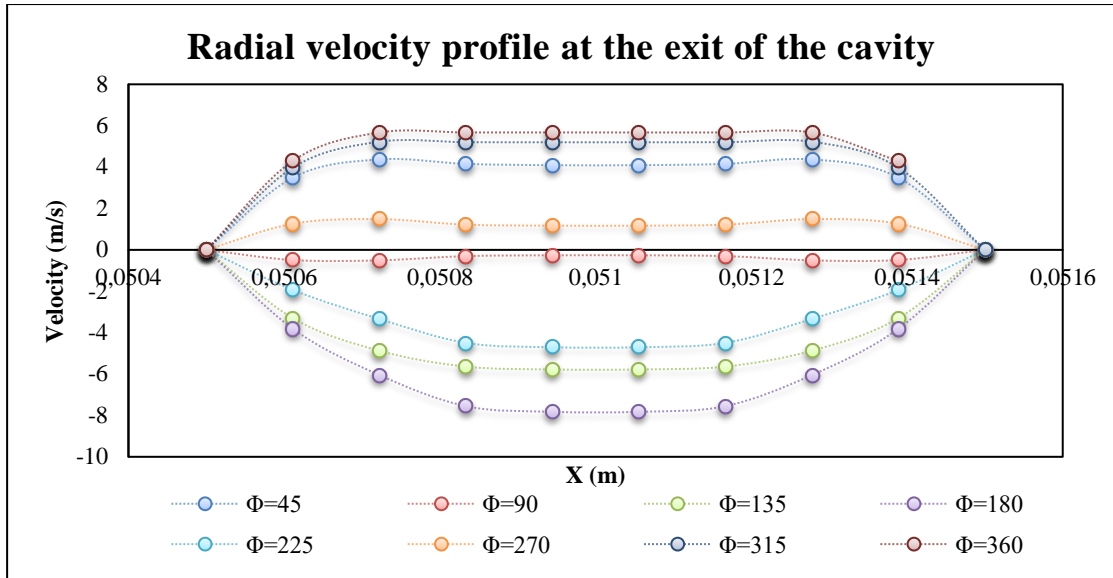 Radial velocity profile at the exit of the cavity
8
6
4
2
0
-2
-4
-6
-8
-10
Velocity (m/s)
0,0504 0,0506 0,0508 0,051 0,0512 0,0514 0,0516
X (m)
Φ=45 Φ=90 Φ=135 Φ=180
Φ=225 Φ=270 Φ=315 Φ=360